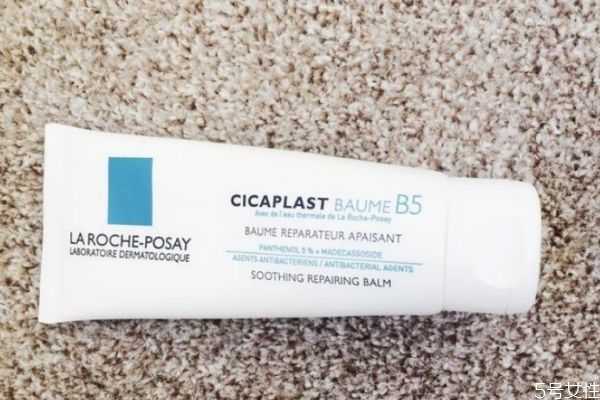 LA ROCHE-POSAY
LABORATOIRE DERMATOLOGIQUE
CICAPLAST BAUME B5
Avec de l'eau thermale de La Roche-Posay
BAUME REPARATEUR APAISANT
PANTHENOL 5% + MADECASSOSIDE
AGENTS ANTIBACTERIENS / ANTIBACTERIAL AGENTS
SOOTHING REPAIRING BALM
5号女性